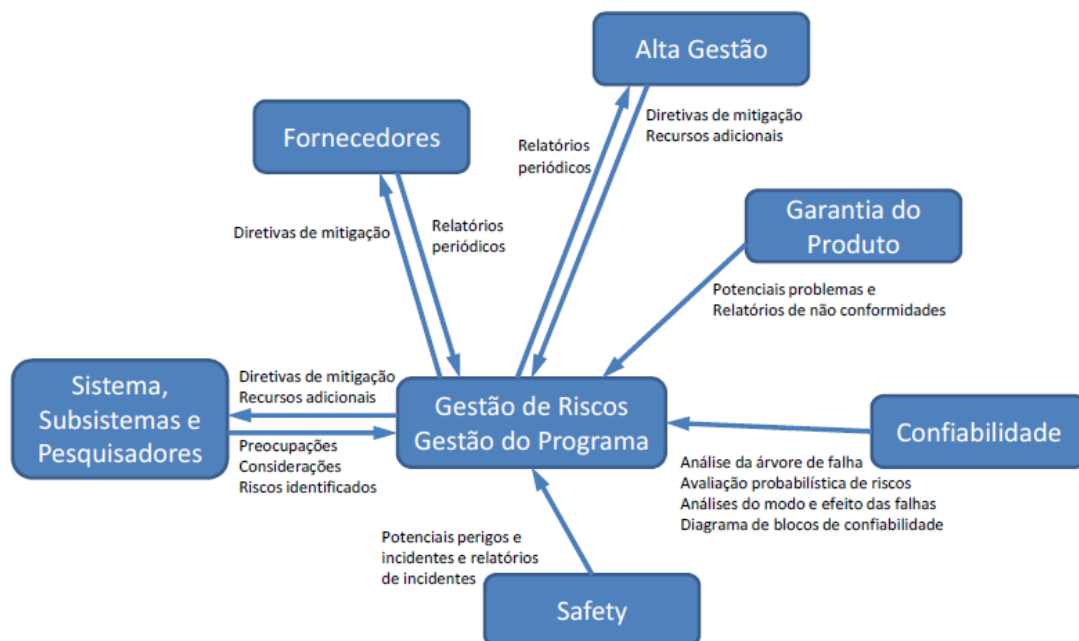 Alta Gestão
Fornecedores
Diretivas de mitigação
Recursos adicionais
Relatórios
periódicos
Garantia do
Produto
Diretivas de mitigação
Relatórios
periódicos
Potenciais problemas e
Relatórios de não conformidades
Sistema,
Subsistemas e
Pesquisadores
Diretivas de mitigação
Recursos adicionais
Preocupações
Considerações
Riscos identificados
Gestão de Riscos
Gestão do Programa
Confiabilidade
Análise da árvore de falha
Avaliação probabilística de riscos
Análises do modo e efeito das falhas
Diagrama de blocos de confiabilidade
Potenciais perigos e
incidentes e relatórios
de incidentes
Safety